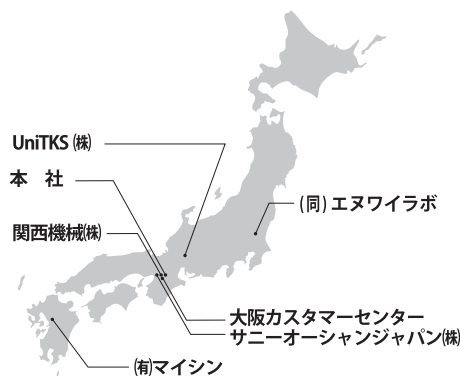 UniTKS ㈱
本　社
(同) エヌワイラボ
関西機械㈱
大阪カスタマーセンター
サニーオーシャンジャパン㈱
㈲マイシン